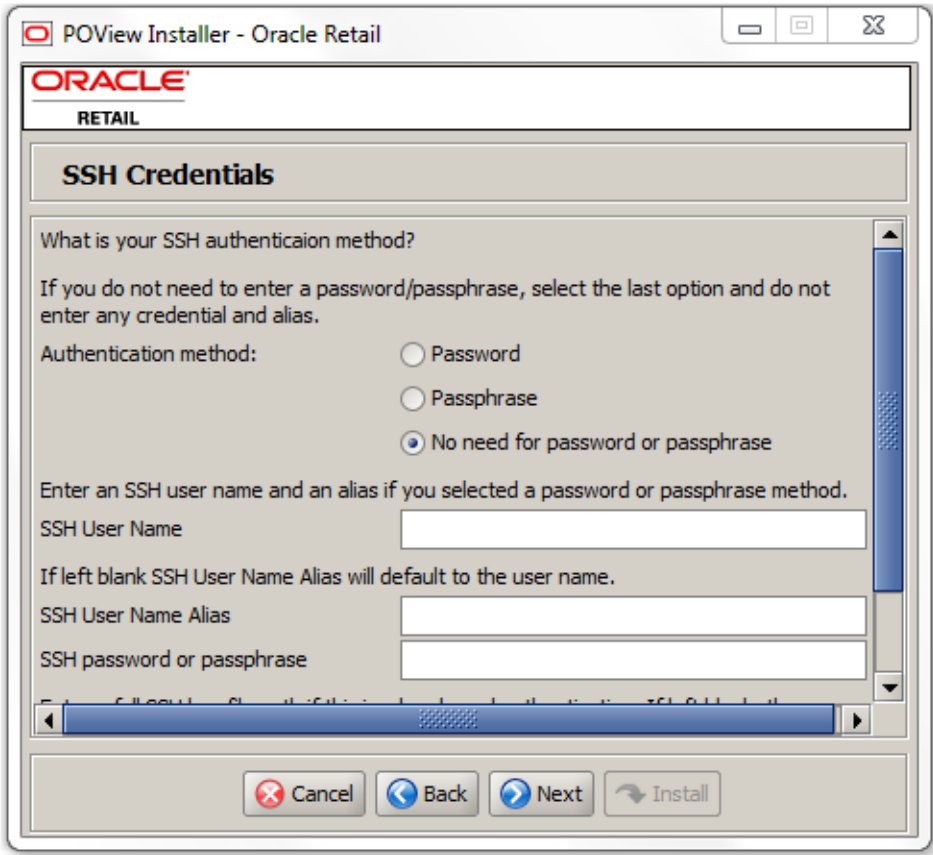 POView Installer - Oracle Retail
ORACLE
RETAIL
SSH Credentials
What is your SSH authenticaion method?
If you do not need to enter a password/passphrase, select the last option and do not
enter any credential and alias.
Authentication method:
Password
Passphrase
No need for password or passphrase
Enter an SSH user name and an alias if you selected a password or passphrase method.
SSH User Name
If left blank SSH User Name Alias will default to the user name.
SSH User Name Alias
SSH password or passphrase
Cancel
Back
Next
Install